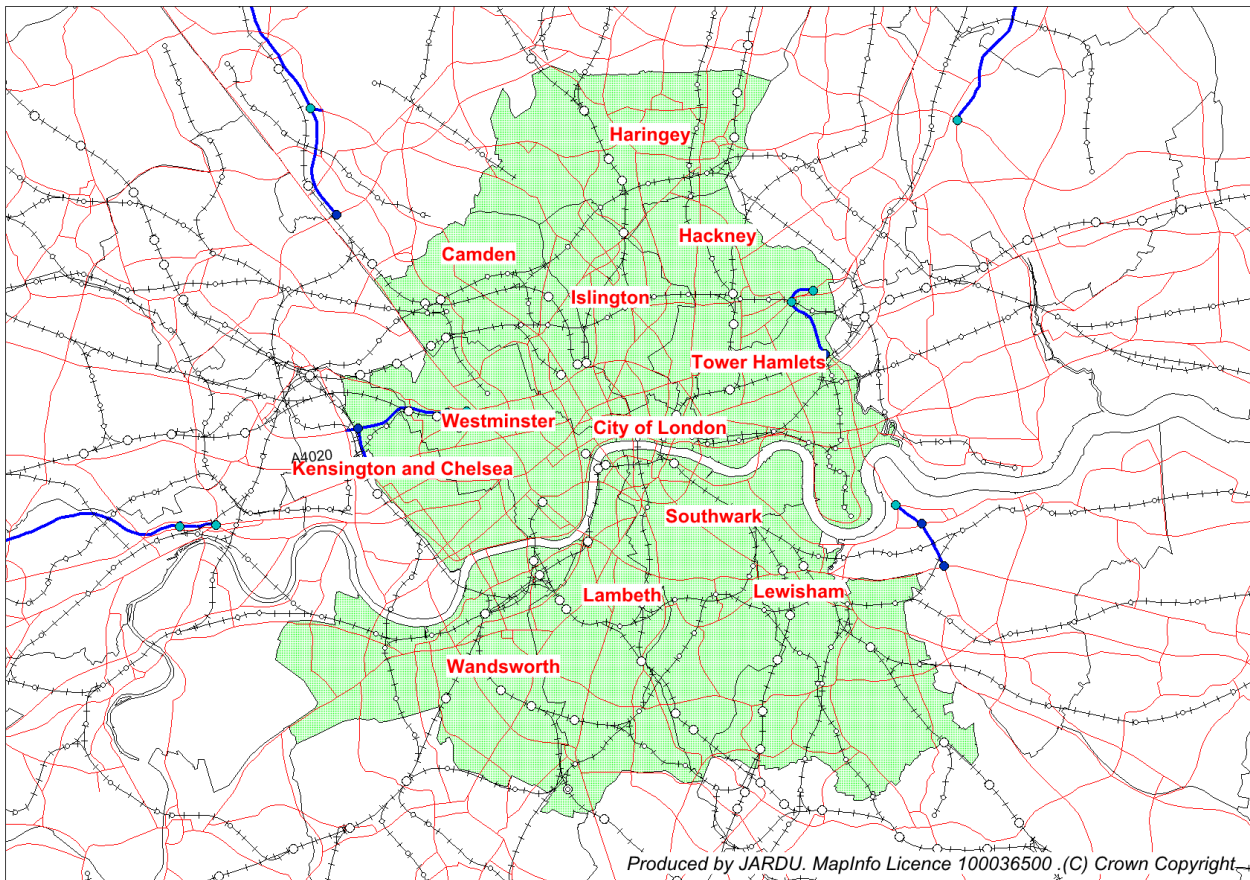 Haringey
Hackney
Camden
Islington
Tower Hamlets
Westminster
City of London
A4020
Kensington and Chelsea
Southwark
Lewisham
Lambeth
Wandsworth
Produced by JARDU. MapInfo Licence 100036500 .(C) Crown Copyright